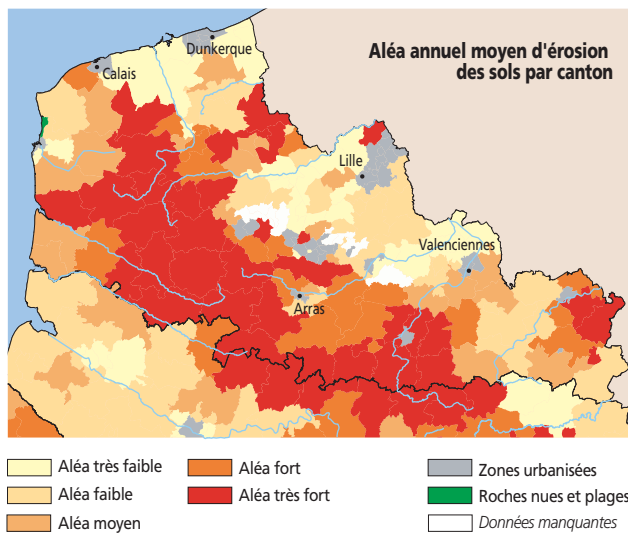 Aléa annuel moyen d'érosion
des sols par canton
Dunkerque
Calais
Lille
Valenciennes
Arras
Aléa très faible
Aléa faible
Aléa moyen
Aléa fort
Aléa très fort
Zones urbanisées
Roches nues et plages
Données manquantes